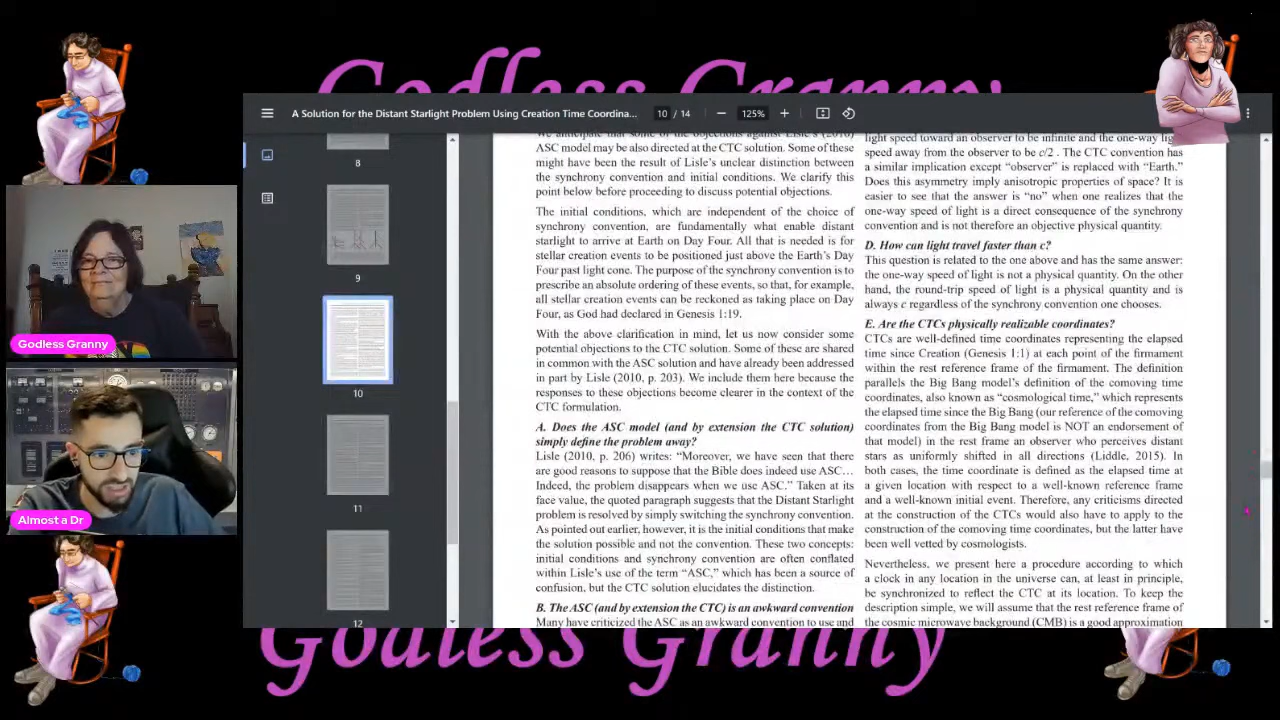 Godless Granny
A Solution for the Distant Starlight Problem Using Creation Time Coordina...
10 / 14
125%
8
9
10
11
12
We anticipate that some of the objections against Lisle's (2010)
ASC model may be also directed at the CTC solution. Some of these
might have been the result of Lisle's unclear distinction between
the synchrony convention and initial conditions. We clarify this
point below before proceeding to discuss potential objections.
The initial conditions, which are independent of the choice of
synchrony convention, are fundamentally what enable distant
starlight to arrive at Earth on Day Four. All that is needed is for
stellar creation events to be positioned just above the Earth's Day
Four past light cone. The purpose of the synchrony convention is to
prescribe an absolute ordering of these events, so that, for example,
all stellar creation events can be reckoned as taking place on Day
Four, as God had declared in Genesis 1:19.
With the above clarification in mind, let us now consider some
potential objections to the CTC solution. Some of these are shared
in common with the ASC solution and have already been addressed
in part by Lisle (2010, p. 203). We include them here because the
responses to these objections become clearer in the context of the
CTC formulation.
A. Does the ASC model (and by extension the CTC solution)
simply define the problem away?
Lisle (2010, p. 206) writes: “Moreover, we have seen that there
are good reasons to suppose that the Bible does indeed use ASC…
Indeed, the problem disappears when we use ASC.” Taken at its
face value, the quoted paragraph suggests that the Distant Starlight
problem is resolved by simply switching the synchrony convention.
As pointed out earlier, however, it is the initial conditions that make
the solution possible and not the convention. These two concepts:
initial conditions and synchrony convention are often conflated
within Lisle's use of the term “ASC,” which has been a source of
confusion, but the CTC solution elucidates the distinction.
B. The ASC (and by extension the CTC) is an awkward convention
Many have criticized the ASC as an awkward convention to use and
light speed toward an observer to be infinite and the one-way light
speed away from the observer to be c/2 . The CTC convention has
a similar implication except “observer” is replaced with “Earth.”
Does this asymmetry imply anisotropic properties of space? It is
easier to see that the answer is “no” when one realizes that the
one-way speed of light is a direct consequence of the synchrony
convention and is not therefore an objective physical quantity.
D. How can light travel faster than c?
This question is related to the one above and has the same answer:
the one-way speed of light is not a physical quantity. On the other
hand, the round-trip speed of light is a physical quantity and is
always c regardless of the synchrony convention one chooses.
E. Are the CTCs physically realizable coordinates?
CTCs are well-defined time coordinates representing the elapsed
time since Creation (Genesis 1:1) at each point of the firmament
within the rest reference frame of the firmament. The definition
parallels the Big Bang model's definition of the comoving time
coordinates, also known as “cosmological time,” which represents
the elapsed time since the Big Bang (our reference of the comoving
coordinates from the Big Bang model is NOT an endorsement of
that model) in the rest frame an observer who perceives distant
stars as uniformly shifted in all directions (Liddle, 2015). In
both cases, the time coordinate is defined as the elapsed time at
a given location with respect to a well-known reference frame
and a well-known initial event. Therefore, any criticisms directed
at the construction of the CTCs would also have to apply to the
construction of the comoving time coordinates, but the latter have
been well vetted by cosmologists.
Nevertheless, we present here a procedure according to which
a clock in any location in the universe can, at least in principle,
be synchronized to reflect the CTC at its location. To keep the
description simple, we will assume that the rest reference frame of
the cosmic microwave background (CMB) is a good approximation
Godless Granny
Almost a Dr
Godless Granny